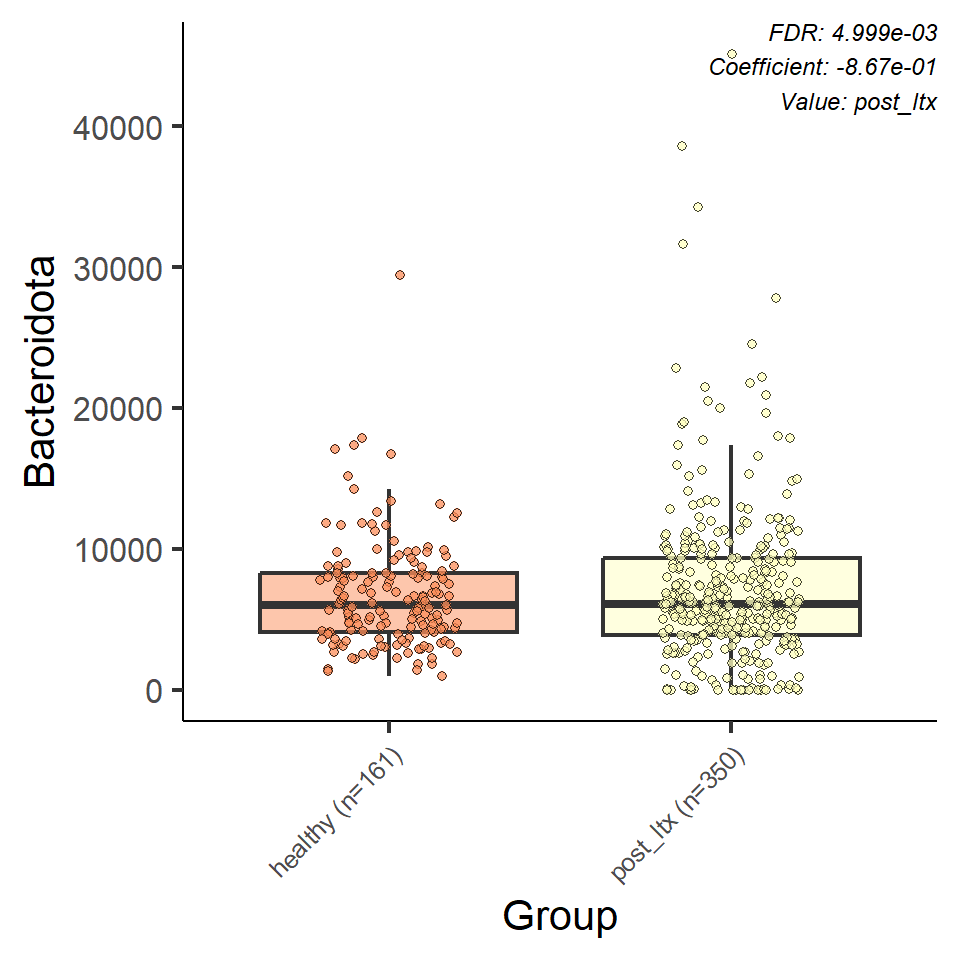 FDR: 4.999e-03
Coefficient: -8.67e-01
Value: post_ltx
Bacteroidota
40000
30000
20000
10000
0
healthy (n=161)
post_ltx (n=350)
Group